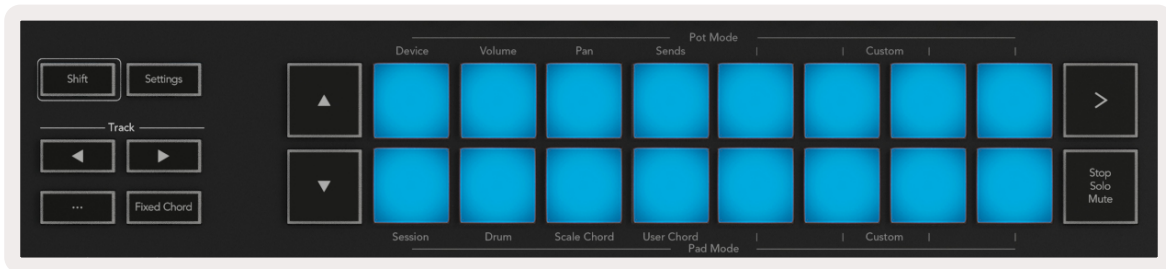 Pot Mode
Device Volume Pan Sends Custom
Shift Settings
▲ >
Track
◀ ▶
▼ Stop
Solo
Mute
... Fixed Chord
Session Drum Scale Chord User Chord Custom
Pad Mode